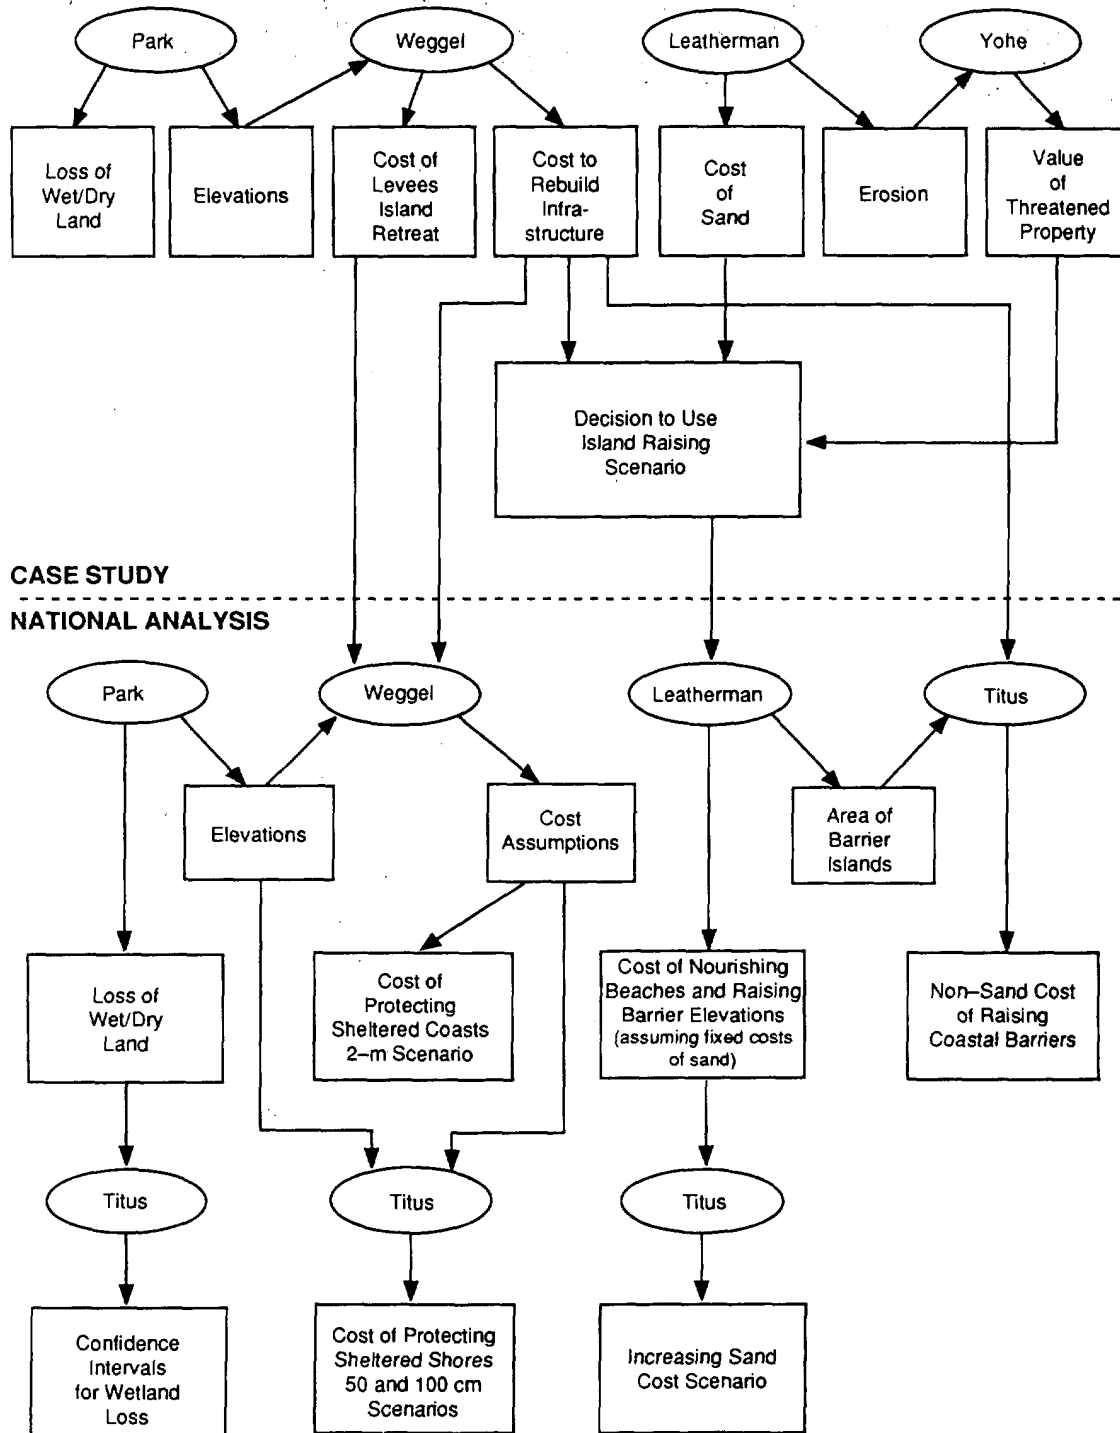 Park
Weggel
Leatherman
Yohe
Loss of
Wet/Dry
Land
Elevations
Cost of
Levees
Island
Retreat
Cost to
Rebuild
Infra-
structure
Cost
of
Sand
Erosion
Value
of
Threatened
Property
Decision to Use
Island Raising
Scenario
CASE STUDY
NATIONAL ANALYSIS
Park
Weggel
Leatherman
Titus
Elevations
Cost
Assumptions
Area of
Barrier
Islands
Loss of
Wet/Dry
Land
Cost of
Protecting
Sheltered Coasts
2–m Scenario
Cost of Nourishing
Beaches and Raising
Barrier Elevations
(assuming fixed costs
of sand)
Non–Sand Cost
of Raising
Coastal Barriers
Titus
Titus
Titus
Confidence
Intervals
for Wetland
Loss
Cost of Protecting
Sheltered Shores
50 and 100 cm
Scenarios
Increasing Sand
Cost Scenario